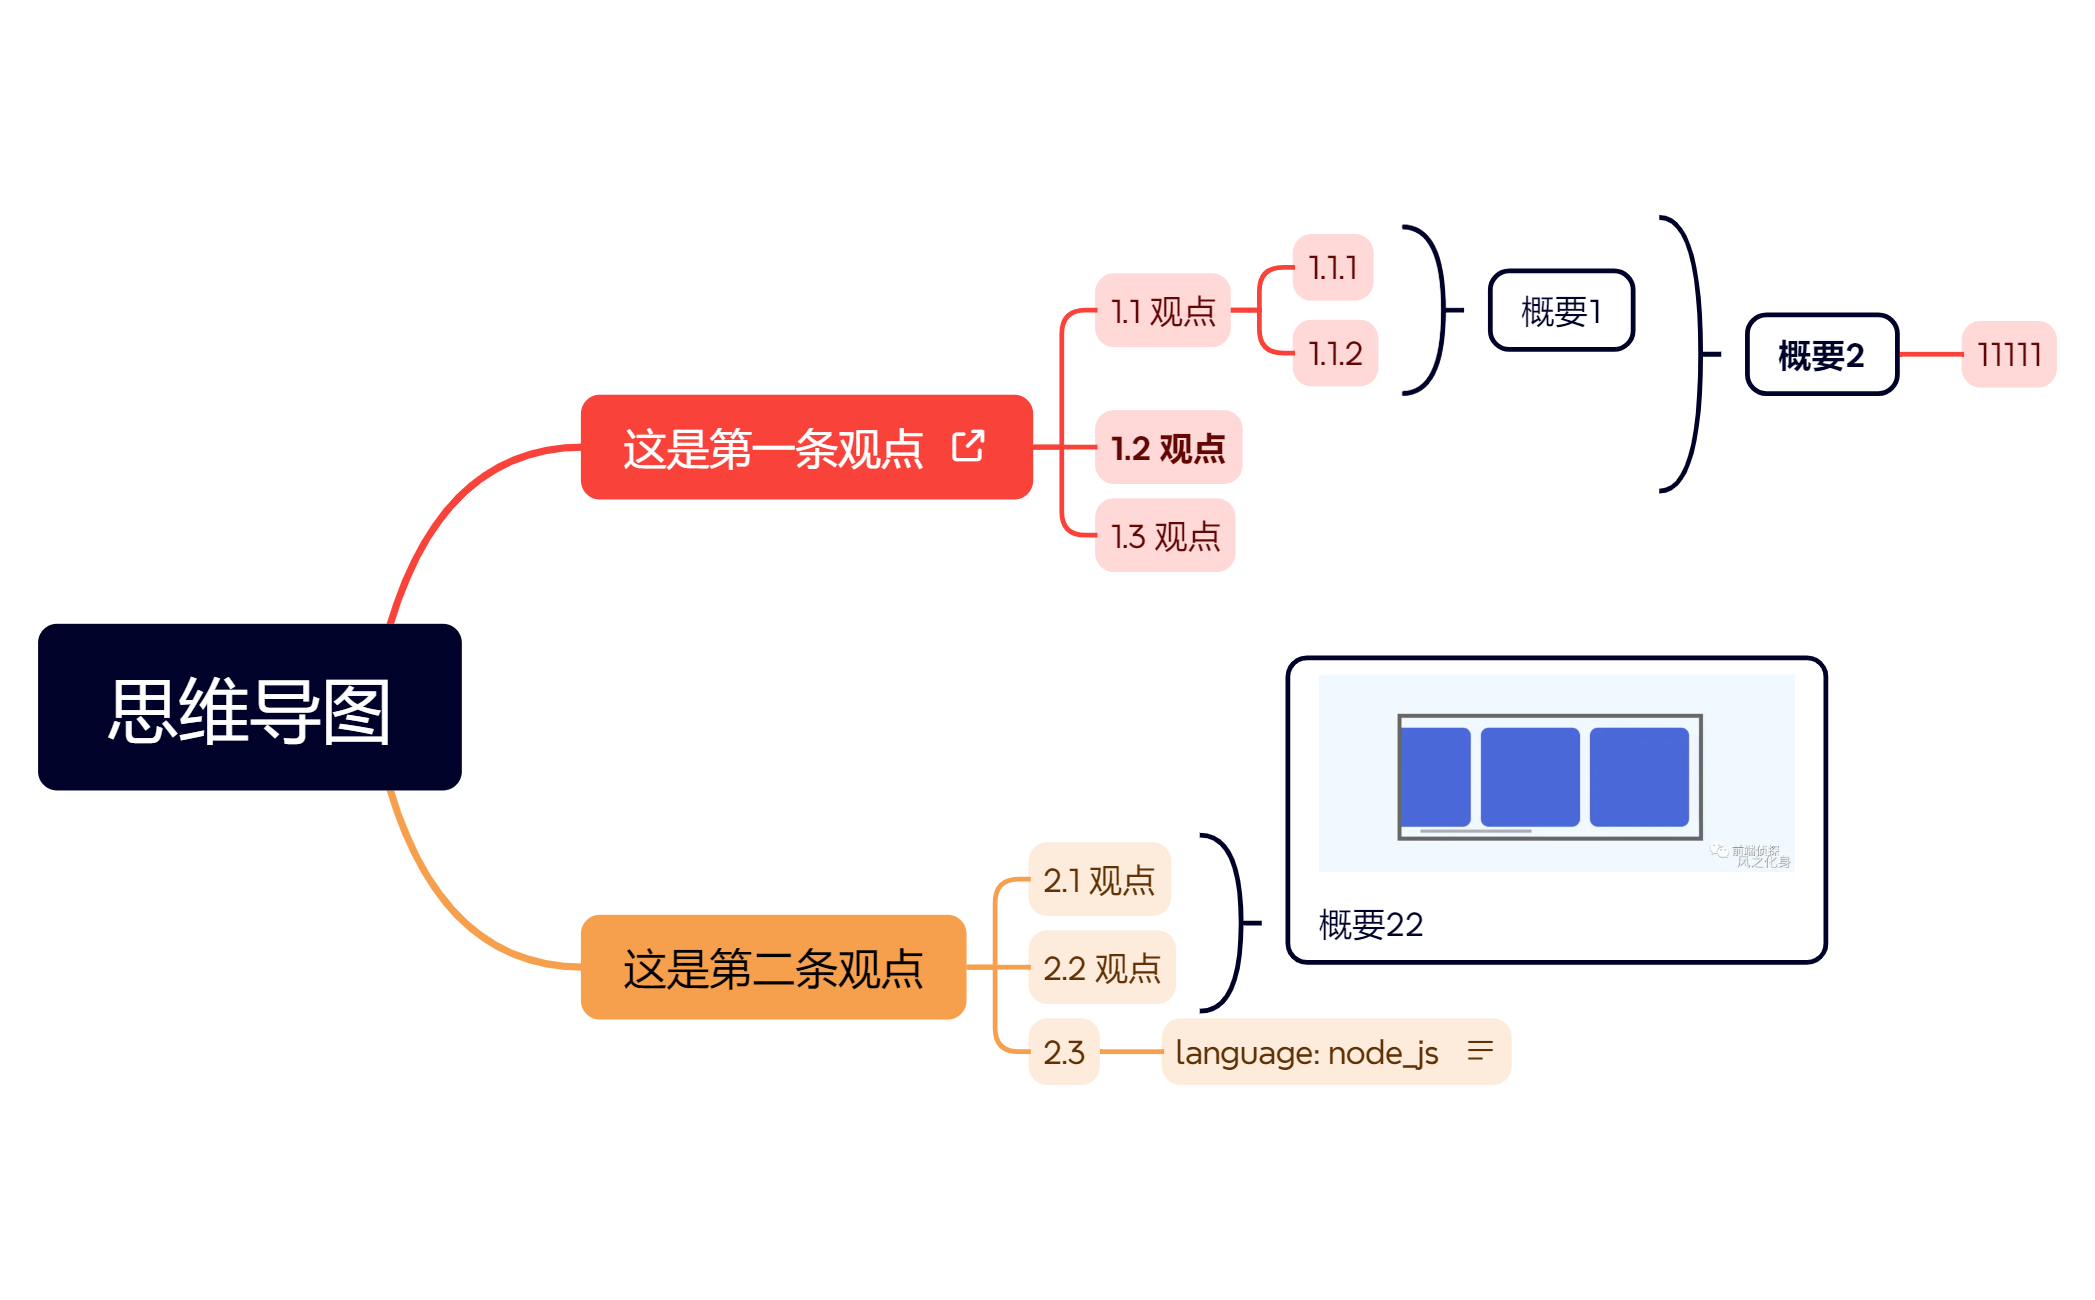 思维导图
这是第一条观点
1.1 观点
1.1.1
1.1.2
概要1
1.2 观点
1.3 观点
概要2
11111
这是第二条观点
2.1 观点
2.2 观点
概要22
前端侦探
风之化身
2.3
language: node_js